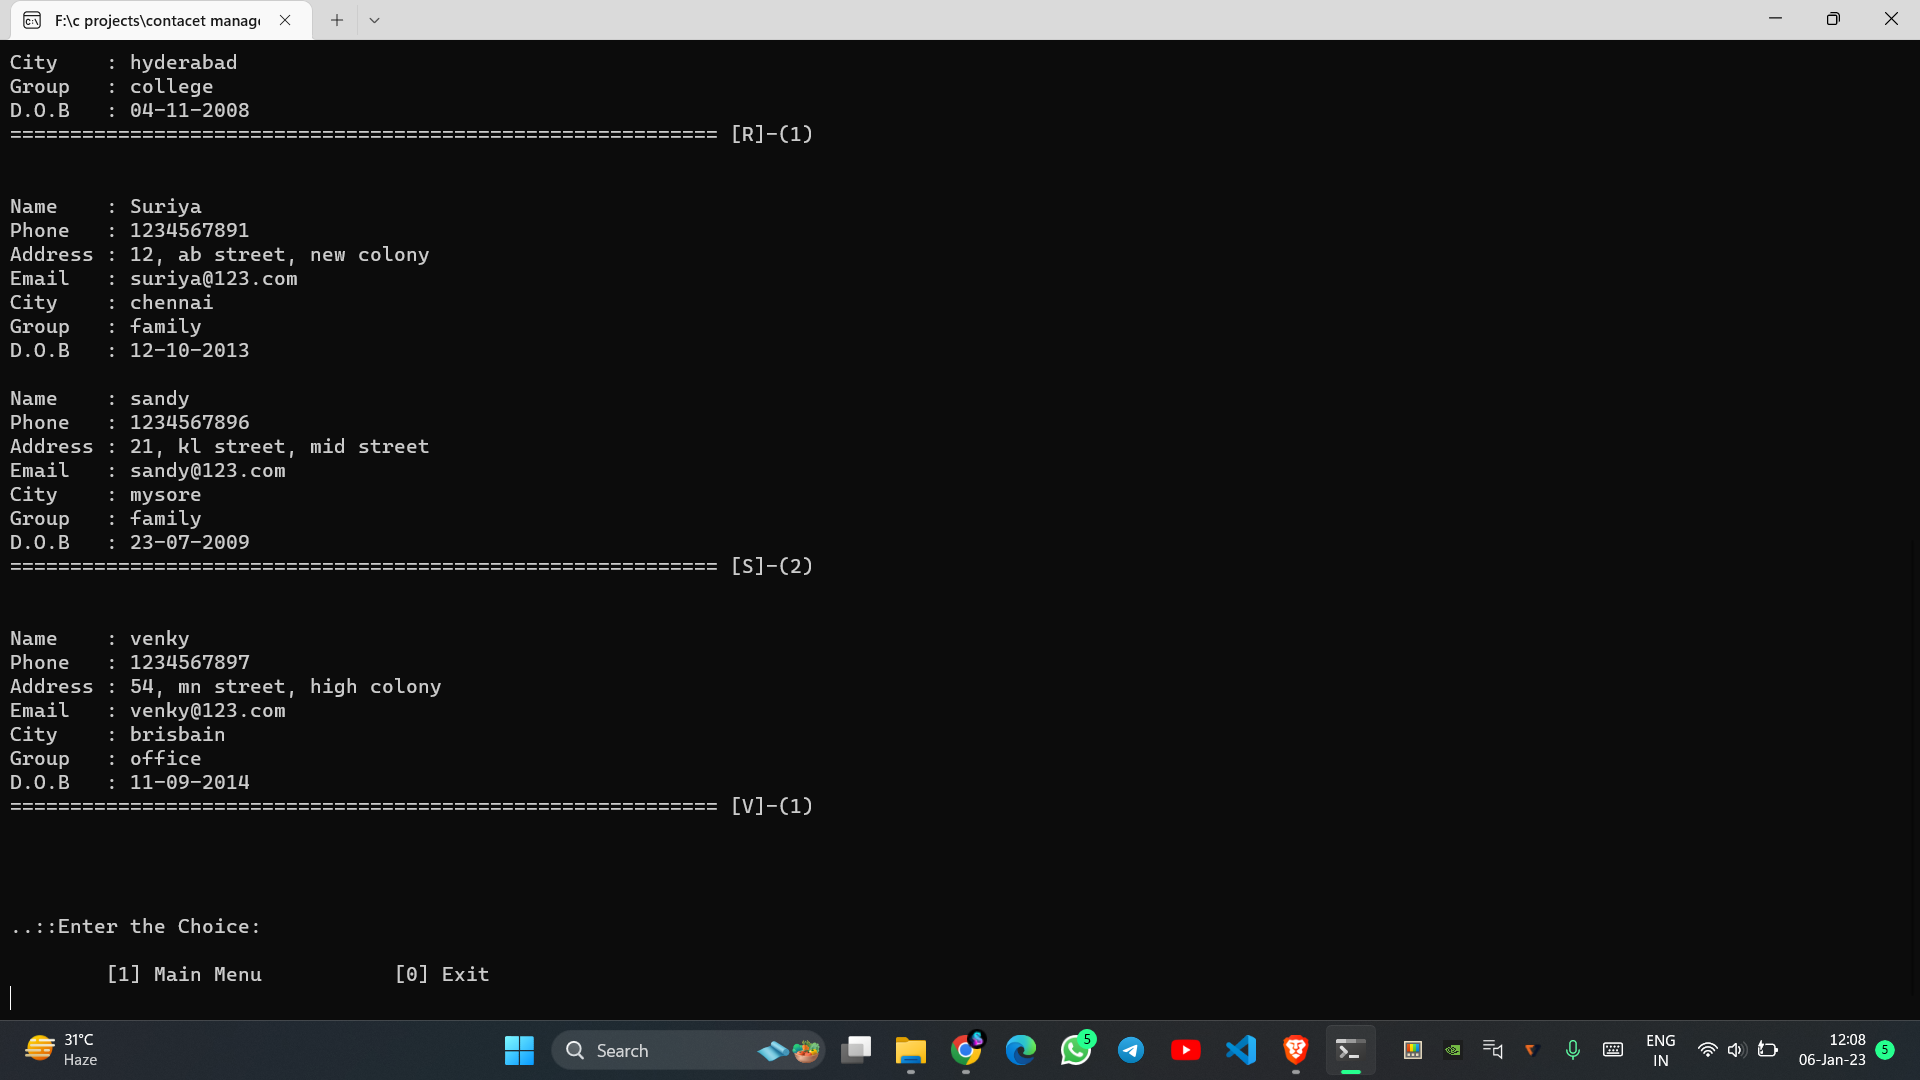 F:\c projects\contacet manage
City    : hyderabad
Group   : college
D.O.B   : 04-11-2008
=========================================================== [R]-(1)
Name    : Suriya
Phone   : 1234567891
Address : 12, ab street, new colony
Email   : suriya@123.com
City    : chennai
Group   : family
D.O.B   : 12-10-2013
Name    : sandy
Phone   : 1234567896
Address : 21, kl street, mid street
Email   : sandy@123.com
City    : mysore
Group   : family
D.O.B   : 23-07-2009
=========================================================== [S]-(2)
Name    : venky
Phone   : 1234567897
Address : 54, mn street, high colony
Email   : venky@123.com
City    : brisbain
Group   : office
D.O.B   : 11-09-2014
=========================================================== [V]-(1)
..::Enter the Choice:
[1] Main Menu           [0] Exit
31°C
Haze
Search
5
ENG
IN
12:08
06-Jan-23
5